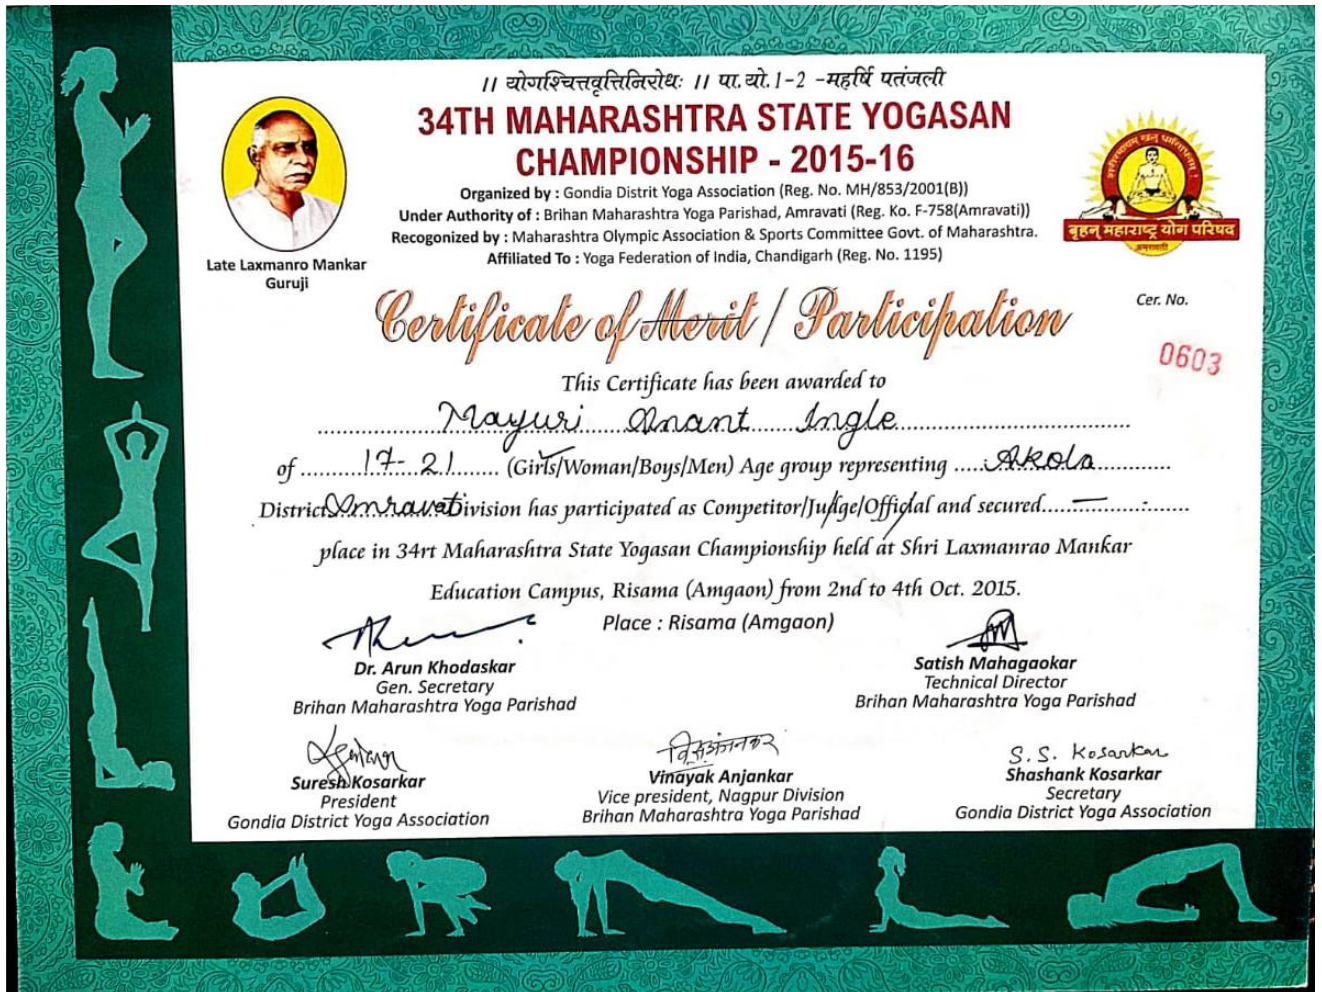 // योगश्चित्तवृत्तिनिरोधः // पा. यो. 1-2 -महर्षि पतंजली
34TH MAHARASHTRA STATE YOGASAN
CHAMPIONSHIP - 2015-16
Organized by : Gondia Distrit Yoga Association (Reg. No. MH/853/2001(B))
Under Authority of : Brihan Maharashtra Yoga Parishad, Amravati (Reg. Ko. F-758(Amravati))
Recogonized by : Maharashtra Olympic Association & Sports Committee Govt. of Maharashtra.
Affiliated To : Yoga Federation of India, Chandigarh (Reg. No. 1195)
Late Laxmanro Mankar
Guruji
बृहन् महाराष्ट्र योग परिषद
अमरावती
Certificate of Merit / Participation
Cer. No.
0603
This Certificate has been awarded to
Mayuri Anant Ingle
of 17-21 (Girls/Woman/Boys/Men) Age group representing Akola
District Amravati Division has participated as Competitor/Judge/Official and secured —
place in 34rt Maharashtra State Yogasan Championship held at Shri Laxmanrao Mankar
Education Campus, Risama (Amgaon) from 2nd to 4th Oct. 2015.
Place : Risama (Amgaon)
Dr. Arun Khodaskar
Gen. Secretary
Brihan Maharashtra Yoga Parishad
Satish Mahagaokar
Technical Director
Brihan Maharashtra Yoga Parishad
Suresh Kosarkar
President
Gondia District Yoga Association
Vinayak Anjankar
Vice president, Nagpur Division
Brihan Maharashtra Yoga Parishad
S.S. Kosarkar
Shashank Kosarkar
Secretary
Gondia District Yoga Association